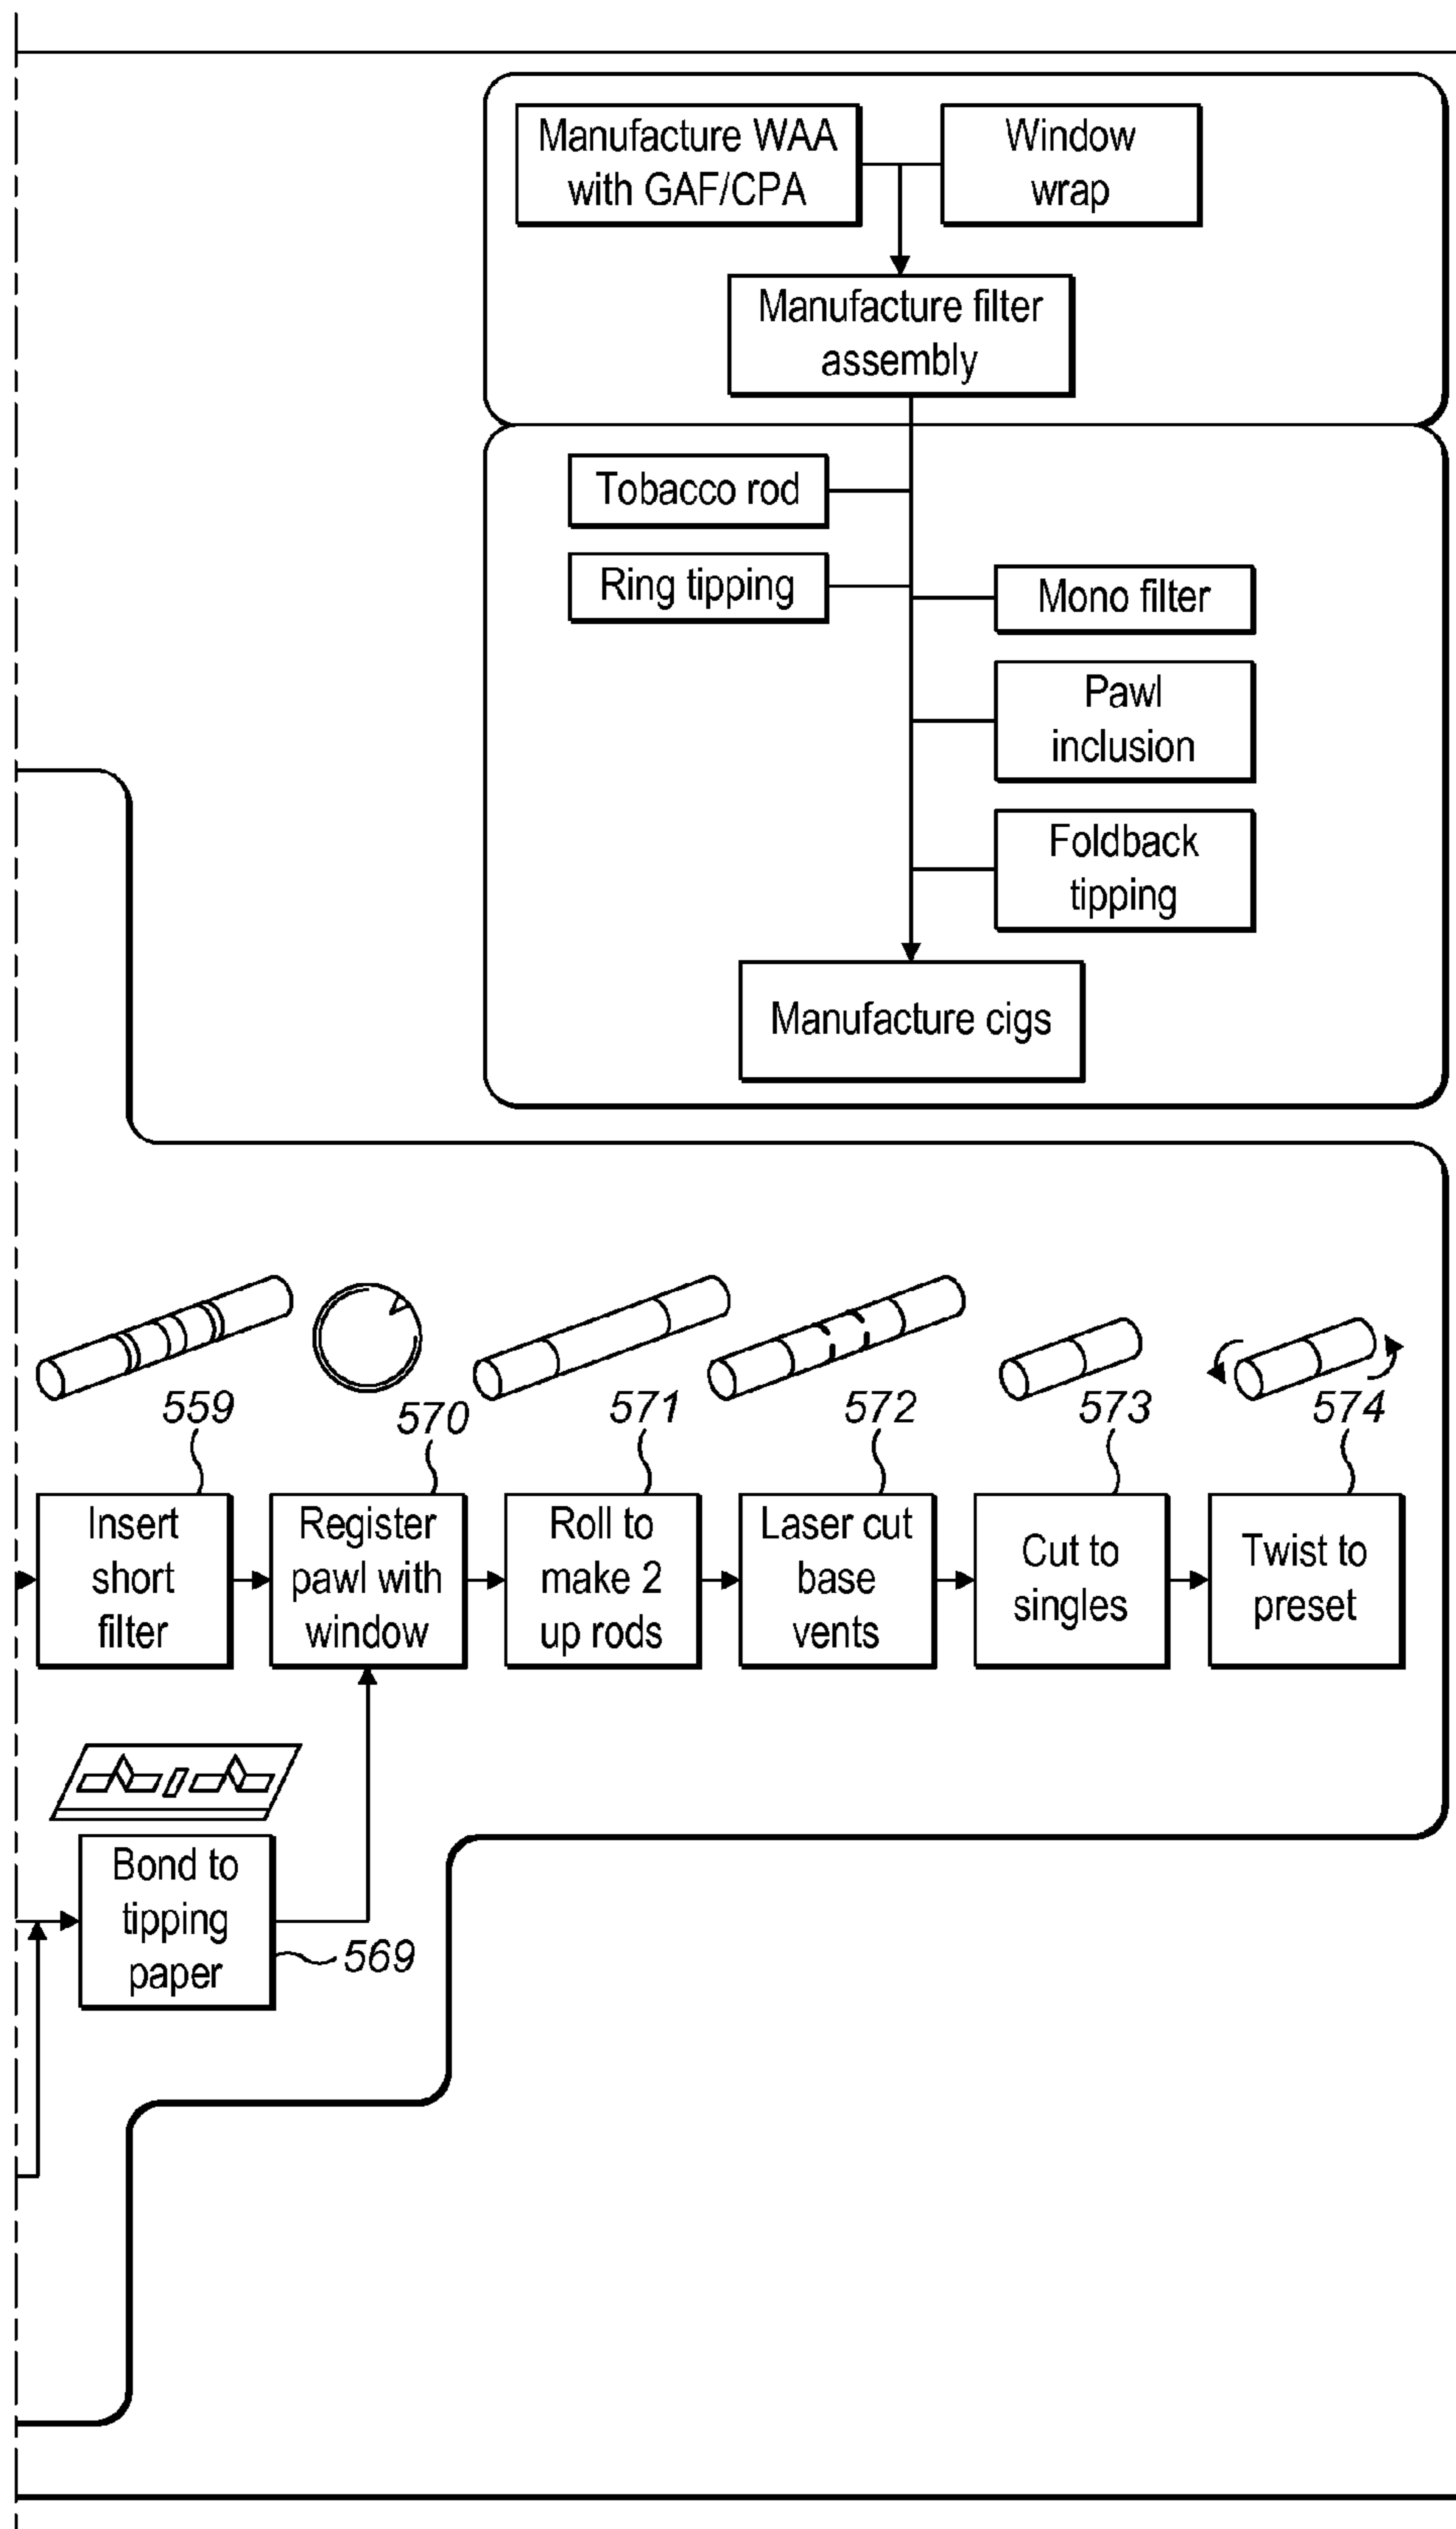 Manufacture WAA
with GAF/CPA
Window
wrap
Manufacture filter
assembly
Tobacco rod
Ring tipping
Mono filter
Pawl
inclusion
Foldback
tipping
Manufacture cigs
559
570
571
572
573
574
Insert
short
filter
Register
pawl with
window
Roll to
make 2
up rods
Laser cut
base
vents
Cut to
singles
Twist to
preset
Bond to
tipping
paper
569